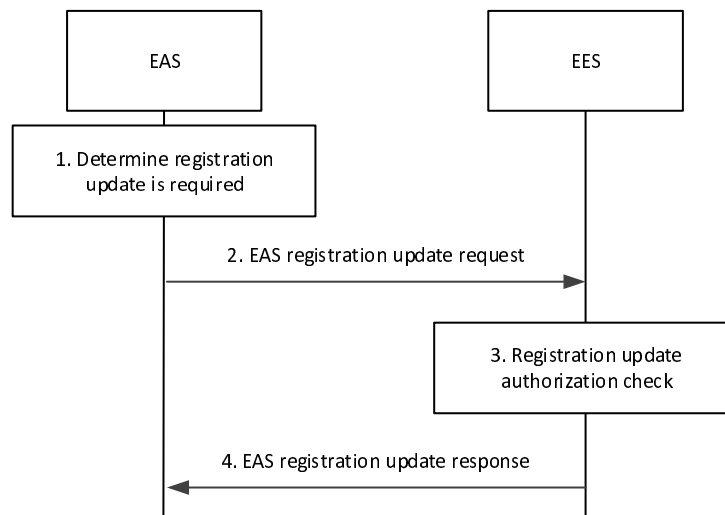 EAS
EES
1. Determine registration
update is required
2. EAS registration update request
3. Registration update
authorization check
4. EAS registration update response